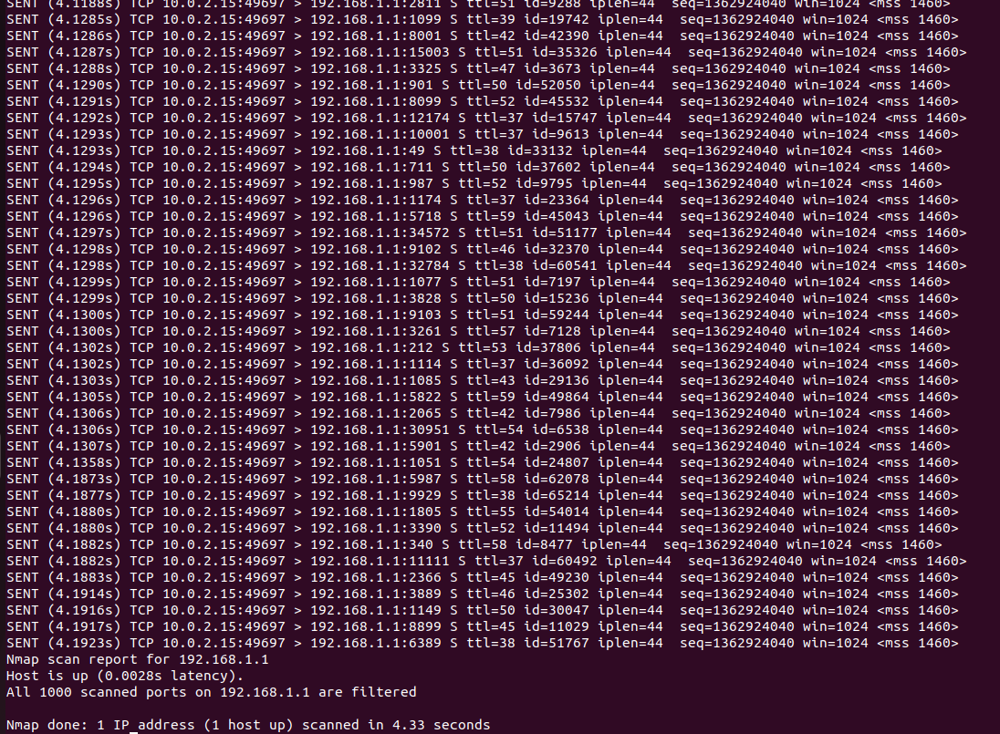 SENT (4.1188s) TCP 10.0.2.15:49697 > 192.168.1.1:2811 S ttl=51 id=9288 iplen=44  seq=1362924040 win=1024 <mss 1460>
SENT (4.1285s) TCP 10.0.2.15:49697 > 192.168.1.1:1099 S ttl=39 id=19742 iplen=44  seq=1362924040 win=1024 <mss 1460>
SENT (4.1286s) TCP 10.0.2.15:49697 > 192.168.1.1:8001 S ttl=42 id=42390 iplen=44  seq=1362924040 win=1024 <mss 1460>
SENT (4.1287s) TCP 10.0.2.15:49697 > 192.168.1.1:15003 S ttl=51 id=35326 iplen=44  seq=1362924040 win=1024 <mss 1460>
SENT (4.1288s) TCP 10.0.2.15:49697 > 192.168.1.1:3325 S ttl=47 id=3673 iplen=44  seq=1362924040 win=1024 <mss 1460>
SENT (4.1290s) TCP 10.0.2.15:49697 > 192.168.1.1:901 S ttl=50 id=52050 iplen=44  seq=1362924040 win=1024 <mss 1460>
SENT (4.1291s) TCP 10.0.2.15:49697 > 192.168.1.1:8099 S ttl=52 id=45532 iplen=44  seq=1362924040 win=1024 <mss 1460>
SENT (4.1292s) TCP 10.0.2.15:49697 > 192.168.1.1:12174 S ttl=37 id=15747 iplen=44  seq=1362924040 win=1024 <mss 1460>
SENT (4.1293s) TCP 10.0.2.15:49697 > 192.168.1.1:10001 S ttl=37 id=9613 iplen=44  seq=1362924040 win=1024 <mss 1460>
SENT (4.1293s) TCP 10.0.2.15:49697 > 192.168.1.1:49 S ttl=38 id=33132 iplen=44  seq=1362924040 win=1024 <mss 1460>
SENT (4.1294s) TCP 10.0.2.15:49697 > 192.168.1.1:711 S ttl=50 id=37602 iplen=44  seq=1362924040 win=1024 <mss 1460>
SENT (4.1295s) TCP 10.0.2.15:49697 > 192.168.1.1:987 S ttl=52 id=9795 iplen=44  seq=1362924040 win=1024 <mss 1460>
SENT (4.1296s) TCP 10.0.2.15:49697 > 192.168.1.1:1174 S ttl=37 id=23364 iplen=44  seq=1362924040 win=1024 <mss 1460>
SENT (4.1296s) TCP 10.0.2.15:49697 > 192.168.1.1:5718 S ttl=59 id=45043 iplen=44  seq=1362924040 win=1024 <mss 1460>
SENT (4.1297s) TCP 10.0.2.15:49697 > 192.168.1.1:34572 S ttl=51 id=51177 iplen=44  seq=1362924040 win=1024 <mss 1460>
SENT (4.1298s) TCP 10.0.2.15:49697 > 192.168.1.1:9102 S ttl=46 id=32370 iplen=44  seq=1362924040 win=1024 <mss 1460>
SENT (4.1298s) TCP 10.0.2.15:49697 > 192.168.1.1:32784 S ttl=38 id=60541 iplen=44  seq=1362924040 win=1024 <mss 1460>
SENT (4.1299s) TCP 10.0.2.15:49697 > 192.168.1.1:1077 S ttl=51 id=7197 iplen=44  seq=1362924040 win=1024 <mss 1460>
SENT (4.1299s) TCP 10.0.2.15:49697 > 192.168.1.1:3828 S ttl=50 id=15236 iplen=44  seq=1362924040 win=1024 <mss 1460>
SENT (4.1300s) TCP 10.0.2.15:49697 > 192.168.1.1:9103 S ttl=51 id=59244 iplen=44  seq=1362924040 win=1024 <mss 1460>
SENT (4.1300s) TCP 10.0.2.15:49697 > 192.168.1.1:3261 S ttl=57 id=7128 iplen=44  seq=1362924040 win=1024 <mss 1460>
SENT (4.1302s) TCP 10.0.2.15:49697 > 192.168.1.1:212 S ttl=53 id=37806 iplen=44  seq=1362924040 win=1024 <mss 1460>
SENT (4.1302s) TCP 10.0.2.15:49697 > 192.168.1.1:1114 S ttl=37 id=36092 iplen=44  seq=1362924040 win=1024 <mss 1460>
SENT (4.1303s) TCP 10.0.2.15:49697 > 192.168.1.1:1085 S ttl=43 id=29136 iplen=44  seq=1362924040 win=1024 <mss 1460>
SENT (4.1305s) TCP 10.0.2.15:49697 > 192.168.1.1:5822 S ttl=59 id=49864 iplen=44  seq=1362924040 win=1024 <mss 1460>
SENT (4.1306s) TCP 10.0.2.15:49697 > 192.168.1.1:2065 S ttl=42 id=7986 iplen=44  seq=1362924040 win=1024 <mss 1460>
SENT (4.1306s) TCP 10.0.2.15:49697 > 192.168.1.1:30951 S ttl=54 id=6538 iplen=44  seq=1362924040 win=1024 <mss 1460>
SENT (4.1307s) TCP 10.0.2.15:49697 > 192.168.1.1:5901 S ttl=42 id=2906 iplen=44  seq=1362924040 win=1024 <mss 1460>
SENT (4.1358s) TCP 10.0.2.15:49697 > 192.168.1.1:1051 S ttl=54 id=24807 iplen=44  seq=1362924040 win=1024 <mss 1460>
SENT (4.1873s) TCP 10.0.2.15:49697 > 192.168.1.1:5987 S ttl=58 id=62078 iplen=44  seq=1362924040 win=1024 <mss 1460>
SENT (4.1877s) TCP 10.0.2.15:49697 > 192.168.1.1:9929 S ttl=38 id=65214 iplen=44  seq=1362924040 win=1024 <mss 1460>
SENT (4.1880s) TCP 10.0.2.15:49697 > 192.168.1.1:1805 S ttl=55 id=54014 iplen=44  seq=1362924040 win=1024 <mss 1460>
SENT (4.1880s) TCP 10.0.2.15:49697 > 192.168.1.1:3390 S ttl=52 id=11494 iplen=44  seq=1362924040 win=1024 <mss 1460>
SENT (4.1882s) TCP 10.0.2.15:49697 > 192.168.1.1:340 S ttl=58 id=8477 iplen=44  seq=1362924040 win=1024 <mss 1460>
SENT (4.1882s) TCP 10.0.2.15:49697 > 192.168.1.1:11111 S ttl=37 id=60492 iplen=44  seq=1362924040 win=1024 <mss 1460>
SENT (4.1883s) TCP 10.0.2.15:49697 > 192.168.1.1:2366 S ttl=45 id=49230 iplen=44  seq=1362924040 win=1024 <mss 1460>
SENT (4.1914s) TCP 10.0.2.15:49697 > 192.168.1.1:3889 S ttl=46 id=25302 iplen=44  seq=1362924040 win=1024 <mss 1460>
SENT (4.1916s) TCP 10.0.2.15:49697 > 192.168.1.1:1149 S ttl=50 id=30047 iplen=44  seq=1362924040 win=1024 <mss 1460>
SENT (4.1917s) TCP 10.0.2.15:49697 > 192.168.1.1:8899 S ttl=45 id=11029 iplen=44  seq=1362924040 win=1024 <mss 1460>
SENT (4.1923s) TCP 10.0.2.15:49697 > 192.168.1.1:6389 S ttl=38 id=51767 iplen=44  seq=1362924040 win=1024 <mss 1460>
Nmap scan report for 192.168.1.1
Host is up (0.0028s latency).
All 1000 scanned ports on 192.168.1.1 are filtered
Nmap done: 1 IP address (1 host up) scanned in 4.33 seconds